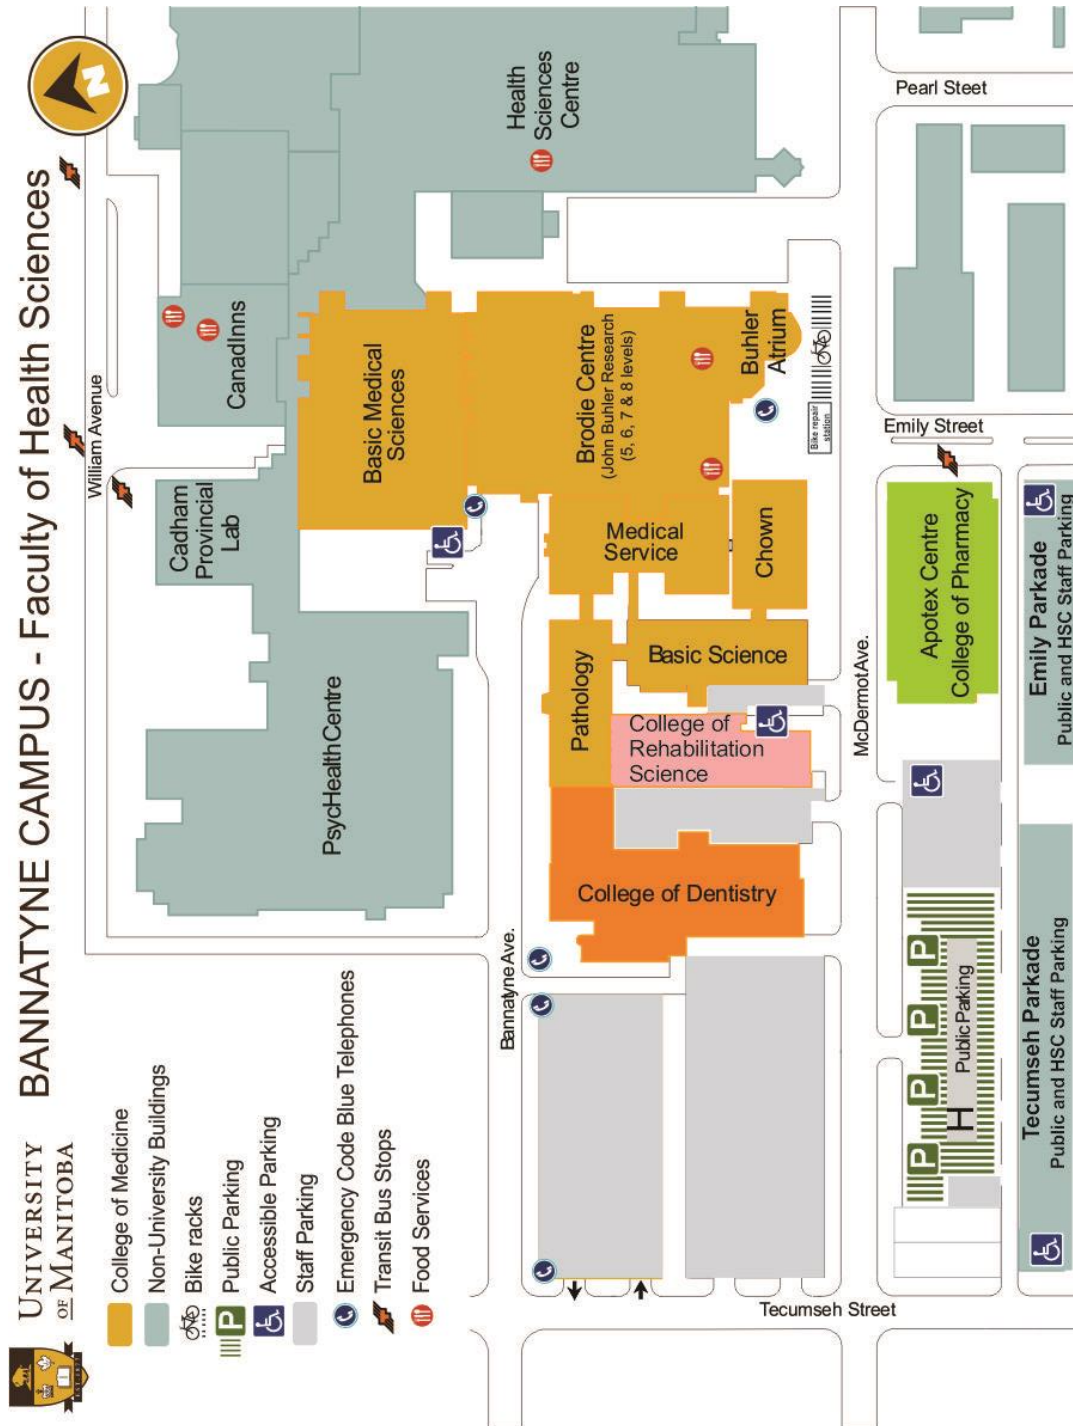 BANNATYNE CAMPUS - Faculty of Health Sciences
UNIVERSITY
OF MANITOBA
N
College of Medicine
Non-University Buildings
Bike racks
P
Public Parking
Accessible Parking
Staff Parking
Emergency Code Blue Telephones
Transit Bus Stops
Food Services
William Avenue
CanadInns
Cadham
Provincial
Lab
PsycHealthCentre
Health
Sciences
Centre
Basic Medical
Sciences
Brodie Centre
(John Buhler Research
(5, 6, 7 & 8 levels)
Buhler
Atrium
Bike repair
station
Medical
Service
Chown
Pathology
Basic Science
College of
Rehabilitation
Science
College of Dentistry
Bannatyne Ave.
McDermotAve.
Pearl Steet
Emily Street
Tecumseh Street
Apotex Centre
College of Pharmacy
Emily Parkade
Public and HSC Staff Parking
P
P
P
P
Public Parking
H
Tecumseh Parkade
Public and HSC Staff Parking